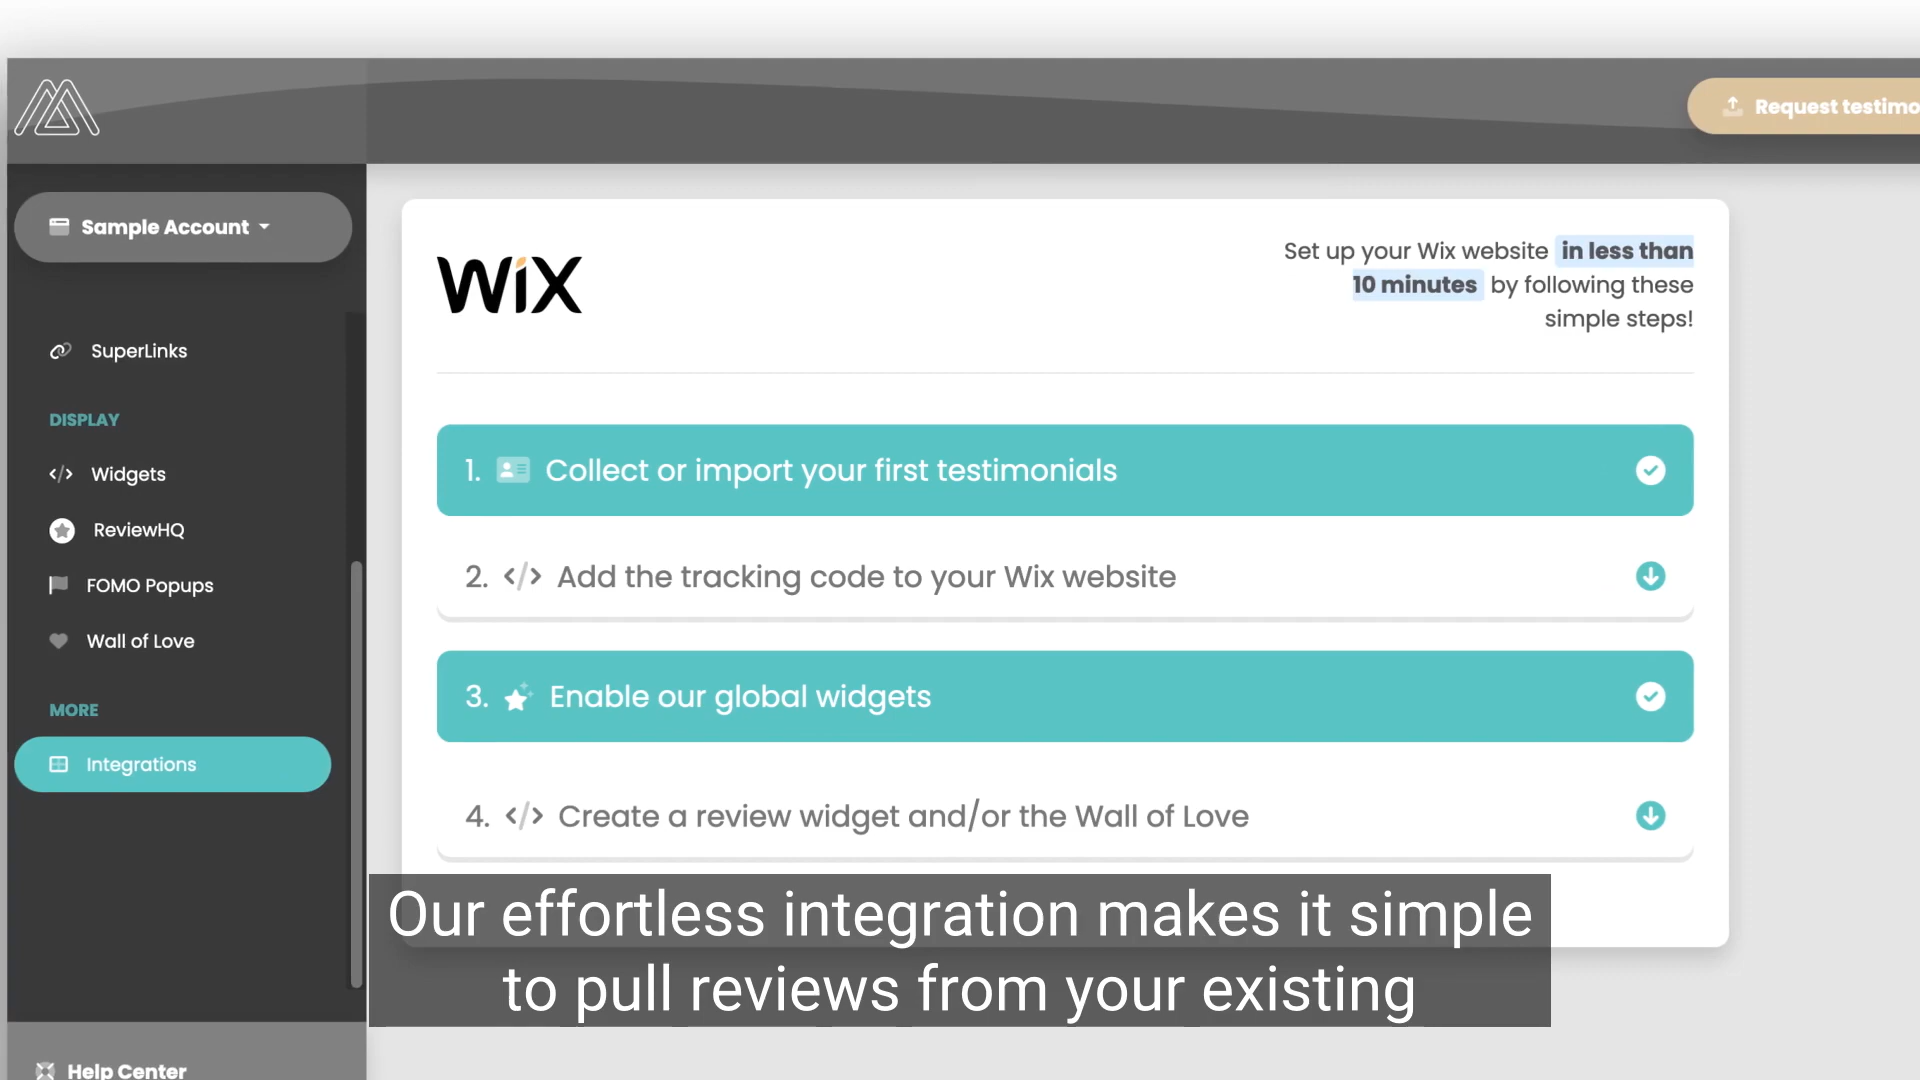 Request testimo
Sample Account
SuperLinks
DISPLAY
Widgets
ReviewHQ
FOMO Popups
Wall of Love
MORE
Integrations
Help Center
WiX
Set up your Wix website in less than
10 minutes by following these
simple steps!
1. Collect or import your first testimonials
2. </> Add the tracking code to your Wix website
3. Enable our global widgets
4. </> Create a review widget and/or the Wall of Love
Our effortless integration makes it simple
to pull reviews from your existing